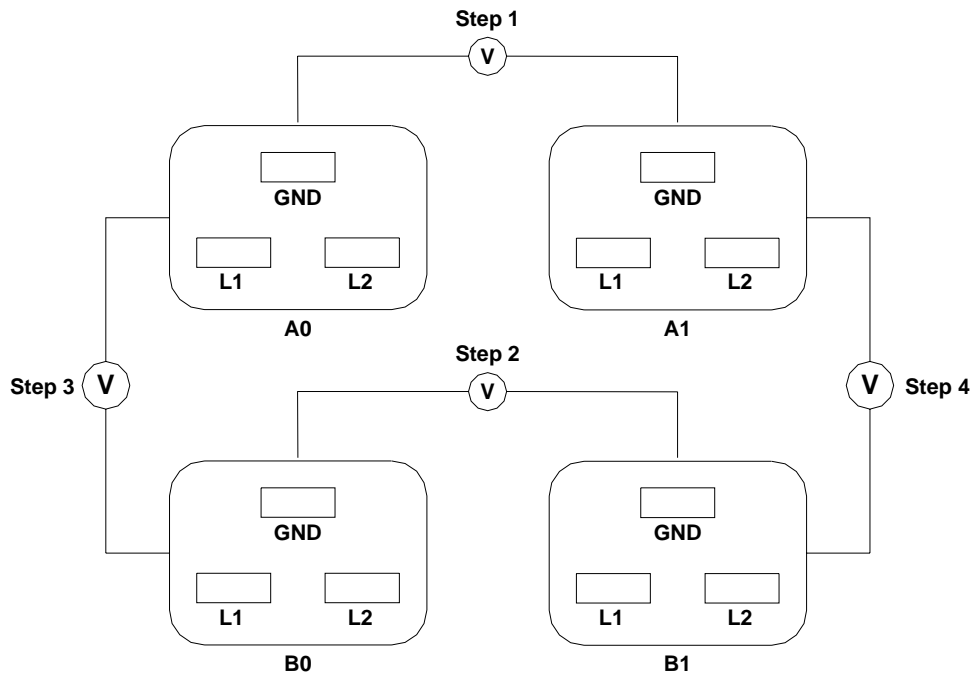 Step 1
V
GND
L1 L2
A0
GND
L1 L2
A1
Step 2
V
Step 3 V
V Step 4
GND
L1 L2
B0
GND
L1 L2
B1